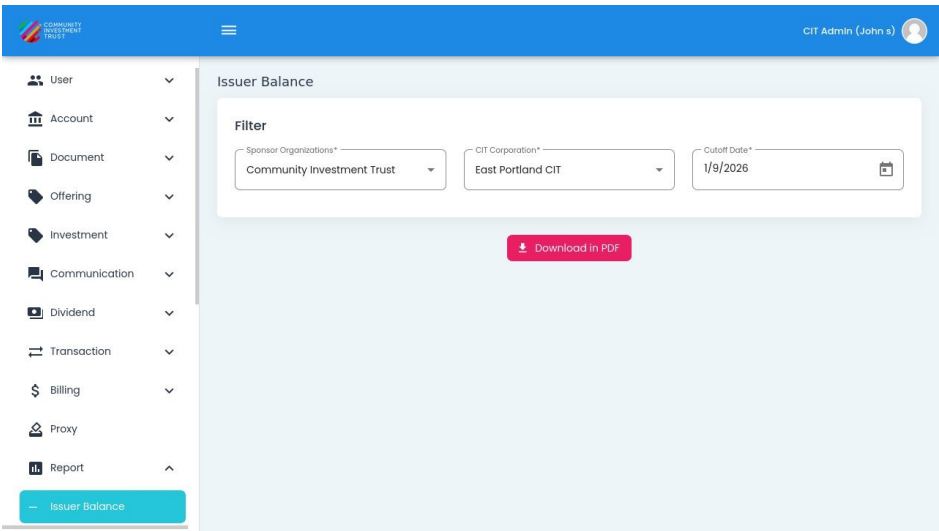 COMMUNITY
INVESTMENT
TRUST
CIT Admin (John s)
User
Account
Document
Offering
Investment
Communication
Dividend
Transaction
Billing
Proxy
Report
Issuer Balance
Issuer Balance
Filter
Sponsor Organizations*
Community Investment Trust
CIT Corporation*
East Portland CIT
Cutoff Date*
1/9/2026
Download in PDF